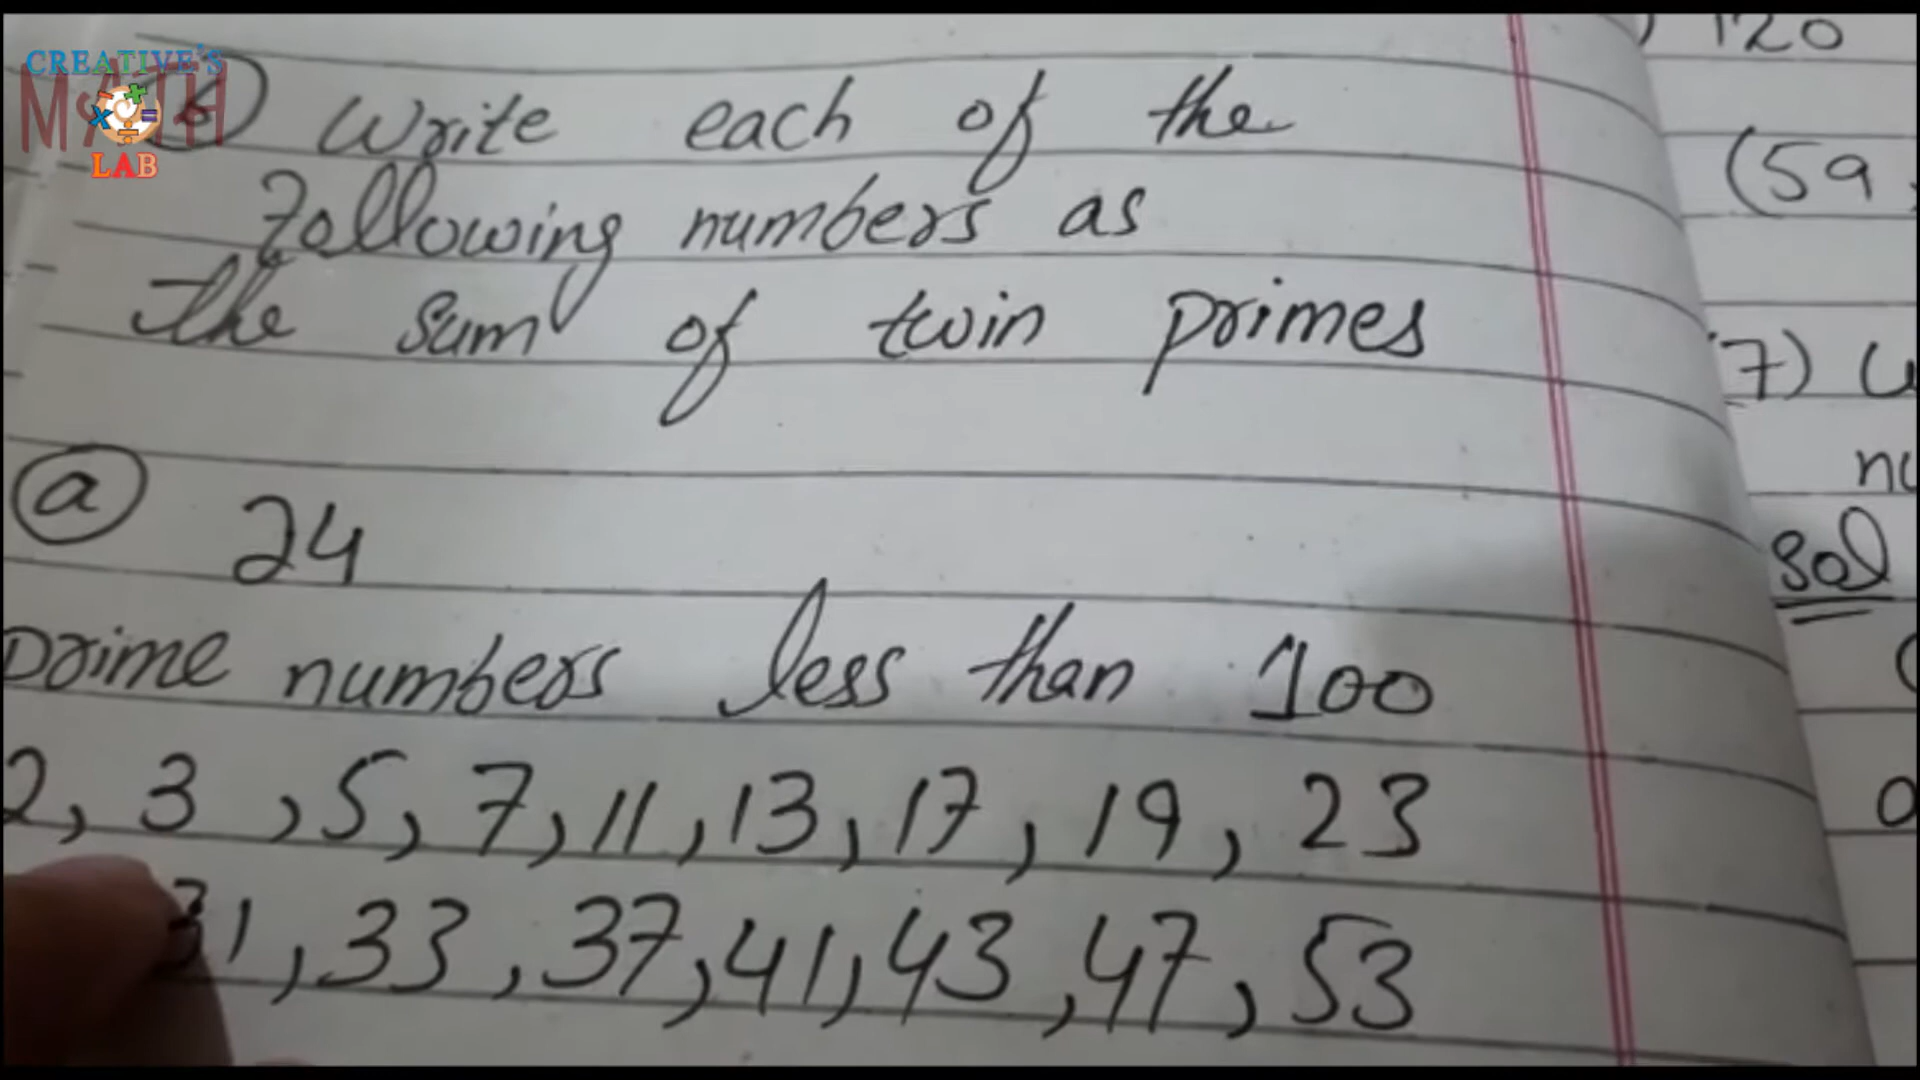 CREATIVE'S
MATH
LAB
Write each of the
Following numbers as
the sum of twin primes
a 24
prime numbers less than 100
2, 3, 5, 7, 11, 13, 17, 19, 23
31, 33, 37, 41, 43, 47, 53
120
(59
7)
sol